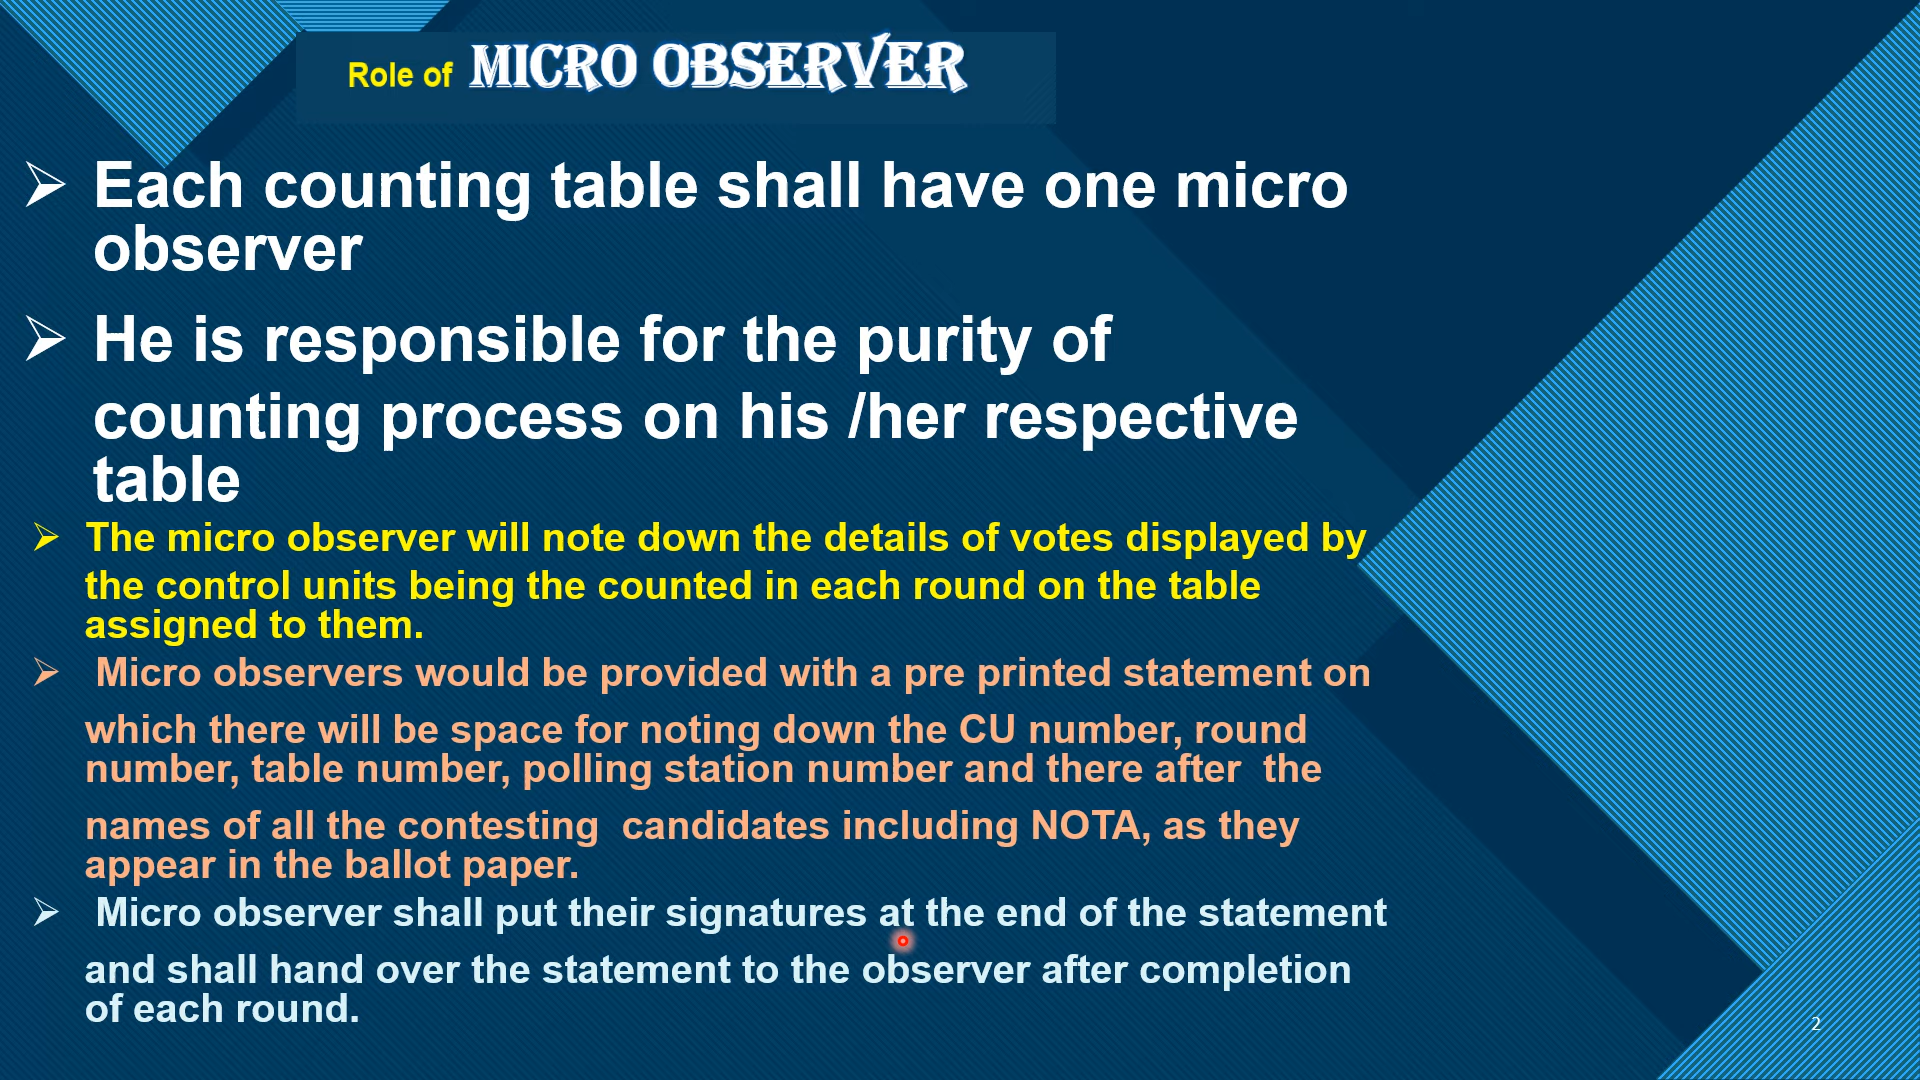 Role of MICRO OBSERVER
➢ Each counting table shall have one micro
observer
➢ He is responsible for the purity of
counting process on his /her respective
table
➢ The micro observer will note down the details of votes displayed by
the control units being the counted in each round on the table
assigned to them.
➢ Micro observers would be provided with a pre printed statement on
which there will be space for noting down the CU number, round
number, table number, polling station number and there after  the
names of all the contesting  candidates including NOTA, as they
appear in the ballot paper.
➢ Micro observer shall put their signatures at the end of the statement
and shall hand over the statement to the observer after completion
of each round.
2